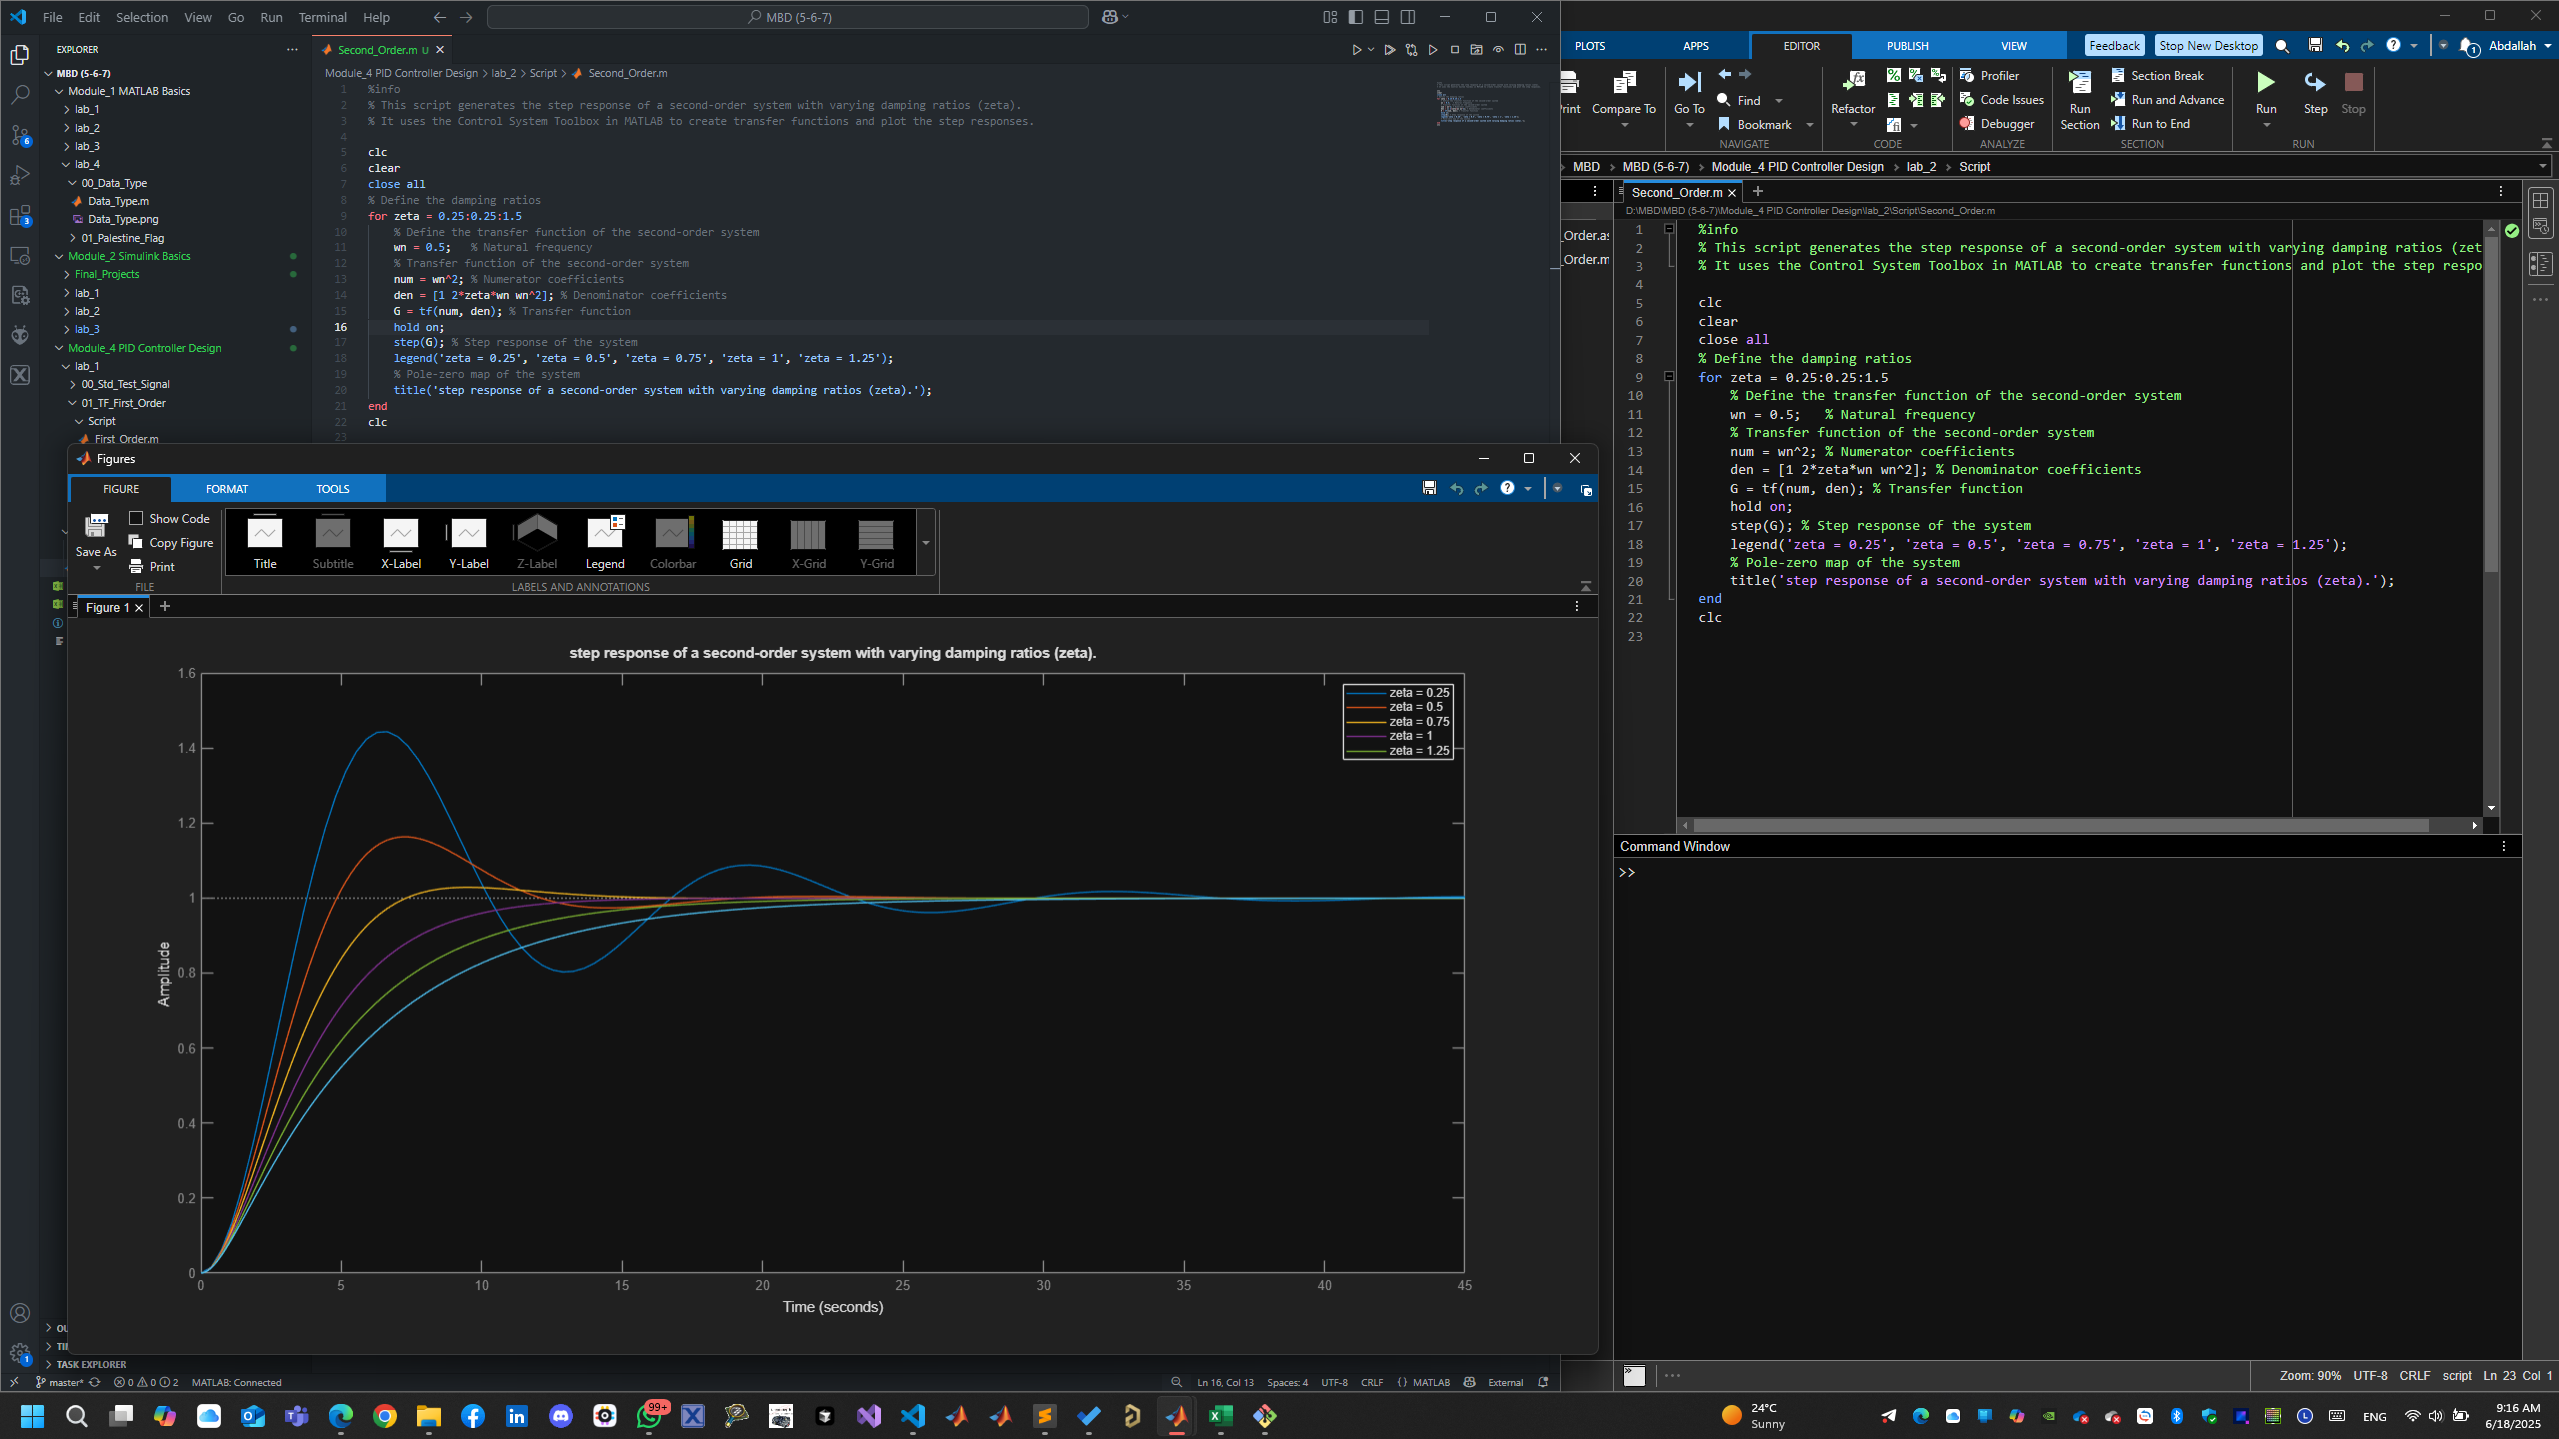 File Edit Selection View Go Run Terminal Help
MBD (5-6-7)
EXPLORER
MBD (5-6-7)
Module_1 MATLAB Basics
lab_1
lab_2
lab_3
lab_4
00_Data_Type
Data_Type.m
Data_Type.png
01_Palestine_Flag
Module_2 Simulink Basics
Final_Projects
lab_1
lab_2
lab_3
Module_4 PID Controller Design
lab_1
00_Std_Test_Signal
01_TF_First_Order
Script
First_Order.m
TASK EXPLORER
Second_Order.m U
Module_4 PID Controller Design > lab_2 > Script > Second_Order.m
1 %info
2 % This script generates the step response of a second-order system with varying damping ratios (zeta).
3 % It uses the Control System Toolbox in MATLAB to create transfer functions and plot the step responses.
4
5 clc
6 clear
7 close all
8 % Define the damping ratios
9 for zeta = 0.25:0.25:1.5
10 % Define the transfer function of the second-order system
11 wn = 0.5; % Natural frequency
12 % Transfer function of the second-order system
13 num = wn^2; % Numerator coefficients
14 den = [1 2*zeta*wn wn^2]; % Denominator coefficients
15 G = tf(num, den); % Transfer function
16 hold on;
17 step(G); % Step response of the system
18 legend('zeta = 0.25', 'zeta = 0.5', 'zeta = 0.75', 'zeta = 1', 'zeta = 1.25');
19 % Pole-zero map of the system
20 title('step response of a second-order system with varying damping ratios (zeta).');
21 end
22 clc
23
Figures
FIGURE FORMAT TOOLS
Save As
Show Code
Copy Figure
Print
FILE
Title Subtitle X-Label Y-Label Z-Label Legend Colorbar Grid X-Grid Y-Grid
LABELS AND ANNOTATIONS
Figure 1
step response of a second-order system with varying damping ratios (zeta).
zeta = 0.25
zeta = 0.5
zeta = 0.75
zeta = 1
zeta = 1.25
1.6
1.4
1.2
1
0.8
0.6
0.4
0.2
0
Amplitude
0 5 10 15 20 25 30 35 40 45
Time (seconds)
master* 0 0 2 MATLAB: Connected
Ln 16, Col 13 Spaces: 4 UTF-8 CRLF {} MATLAB External
PLOTS APPS EDITOR PUBLISH VIEW
Feedback Stop New Desktop
1 Abdallah
Compare To
Go To
Find
Bookmark
NAVIGATE
Refactor
CODE
Profiler
Code Issues
Debugger
ANALYZE
Run Section
Section Break
Run and Advance
Run to End
SECTION
Run Step Stop
RUN
MBD > MBD (5-6-7) > Module_4 PID Controller Design > lab_2 > Script
_Order.as
_Order.m
Second_Order.m
D:\MBD\MBD (5-6-7)\Module_4 PID Controller Design\lab_2\Script\Second_Order.m
1 %info
2 % This script generates the step response of a second-order system with varying damping ratios (zet
3 % It uses the Control System Toolbox in MATLAB to create transfer functions and plot the step respo
4
5 clc
6 clear
7 close all
8 % Define the damping ratios
9 for zeta = 0.25:0.25:1.5
10 % Define the transfer function of the second-order system
11 wn = 0.5; % Natural frequency
12 % Transfer function of the second-order system
13 num = wn^2; % Numerator coefficients
14 den = [1 2*zeta*wn wn^2]; % Denominator coefficients
15 G = tf(num, den); % Transfer function
16 hold on;
17 step(G); % Step response of the system
18 legend('zeta = 0.25', 'zeta = 0.5', 'zeta = 0.75', 'zeta = 1', 'zeta = 1.25');
19 % Pole-zero map of the system
20 title('step response of a second-order system with varying damping ratios (zeta).');
21 end
22 clc
23
Command Window
>>
Zoom: 90% UTF-8 CRLF script Ln 23 Col 1
99+
24°C
Sunny
ENG
9:16 AM
6/18/2025